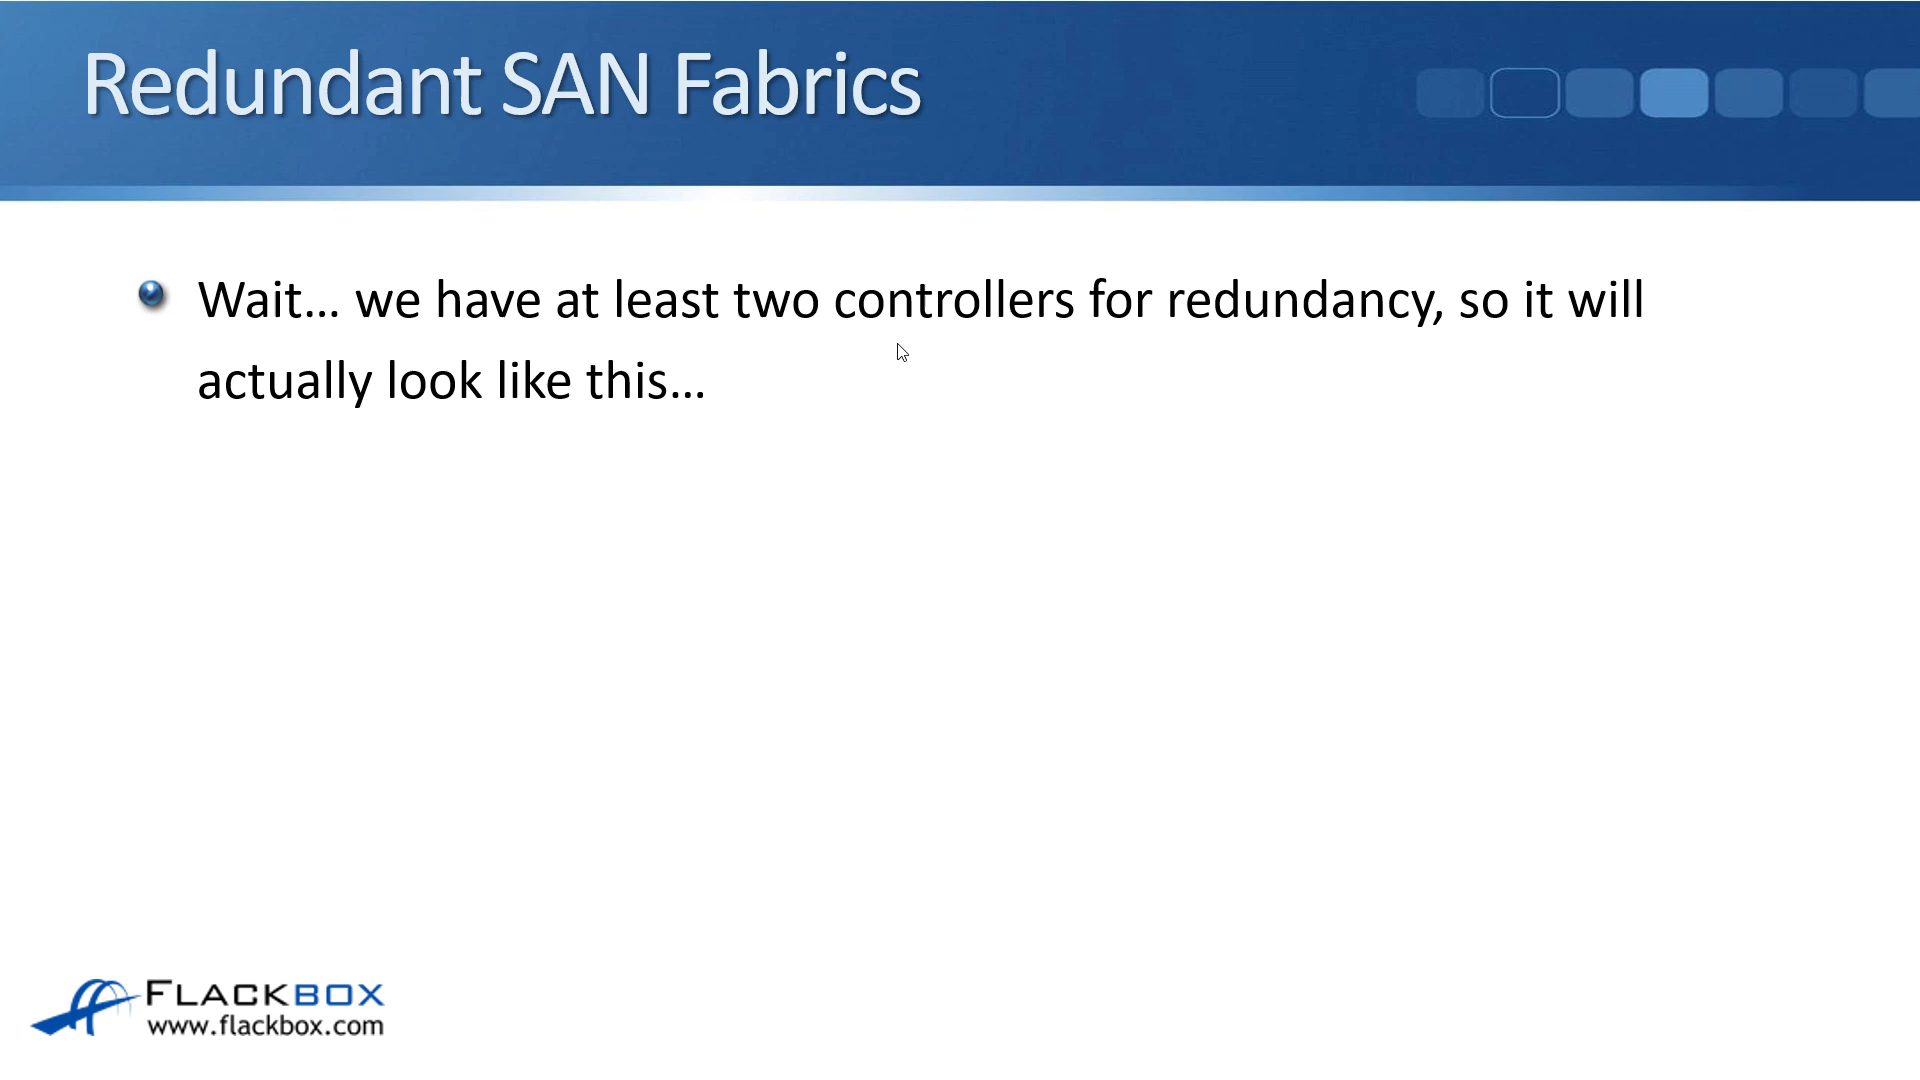 Redundant SAN Fabrics
Wait… we have at least two controllers for redundancy, so it will
actually look like this…
FLACKBOX
www.flackbox.com